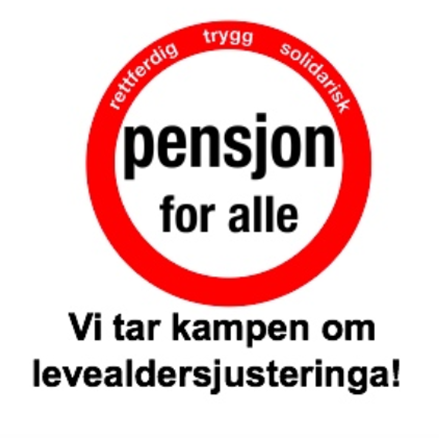 rettferdig trygg solidarisk
pensjon
for alle
Vi tar kampen om
levealdersjusteringa!